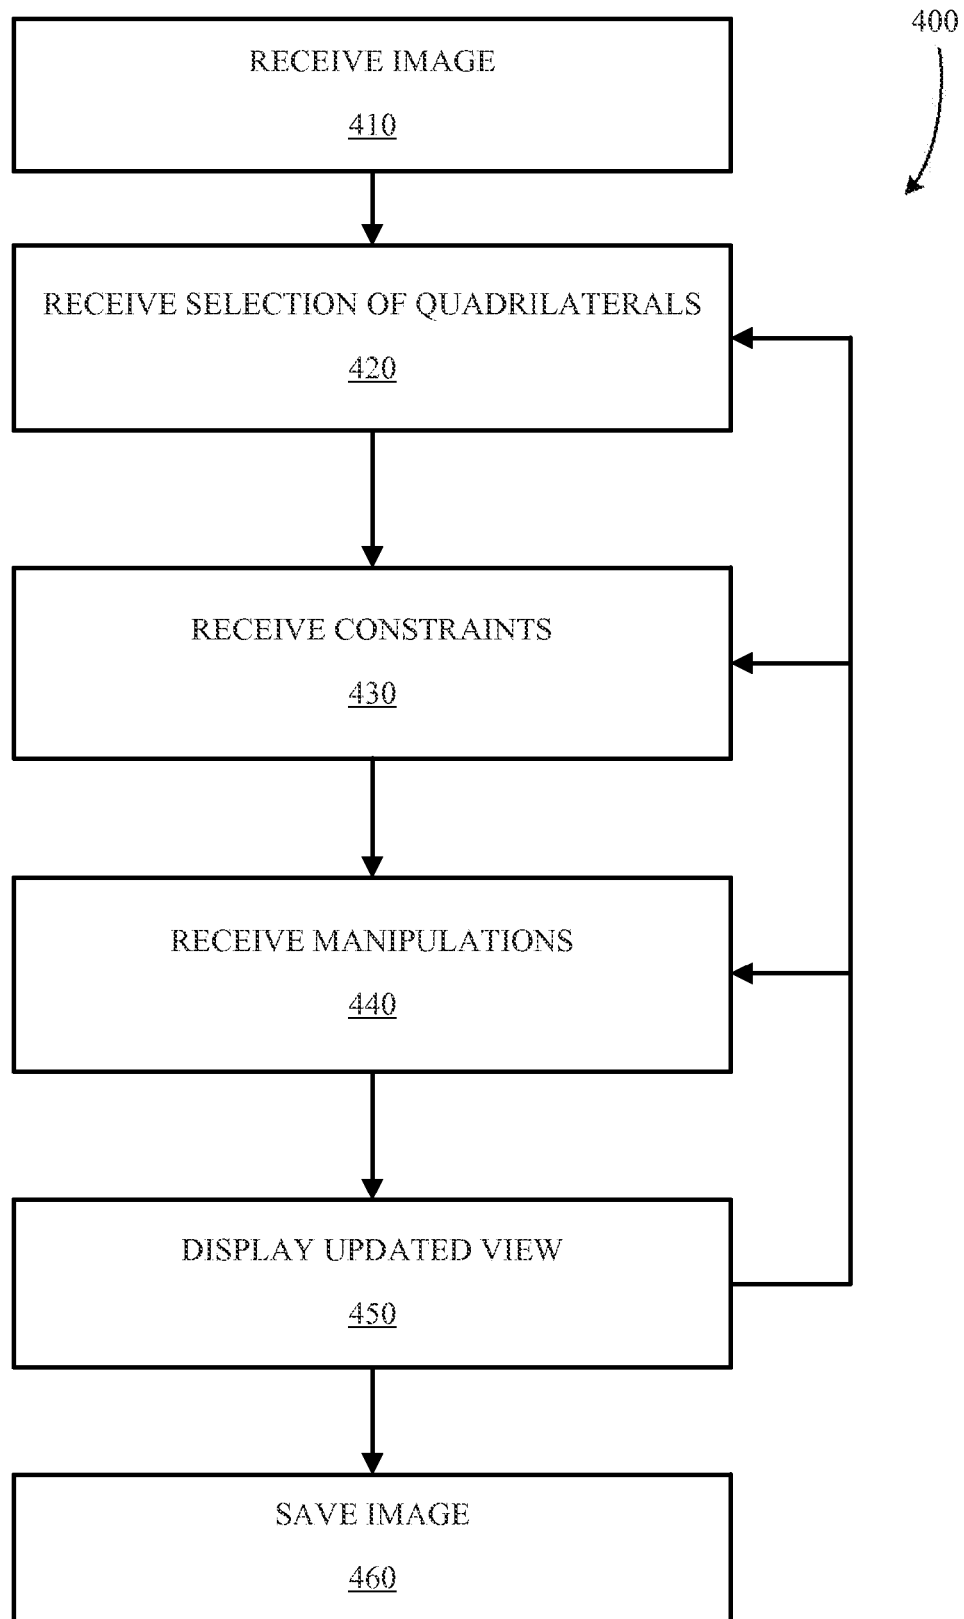 400
RECEIVE IMAGE
410
RECEIVE SELECTION OF QUADRILATERALS
420
RECEIVE CONSTRAINTS
430
RECEIVE MANIPULATIONS
440
DISPLAY UPDATED VIEW
450
SAVE IMAGE
460